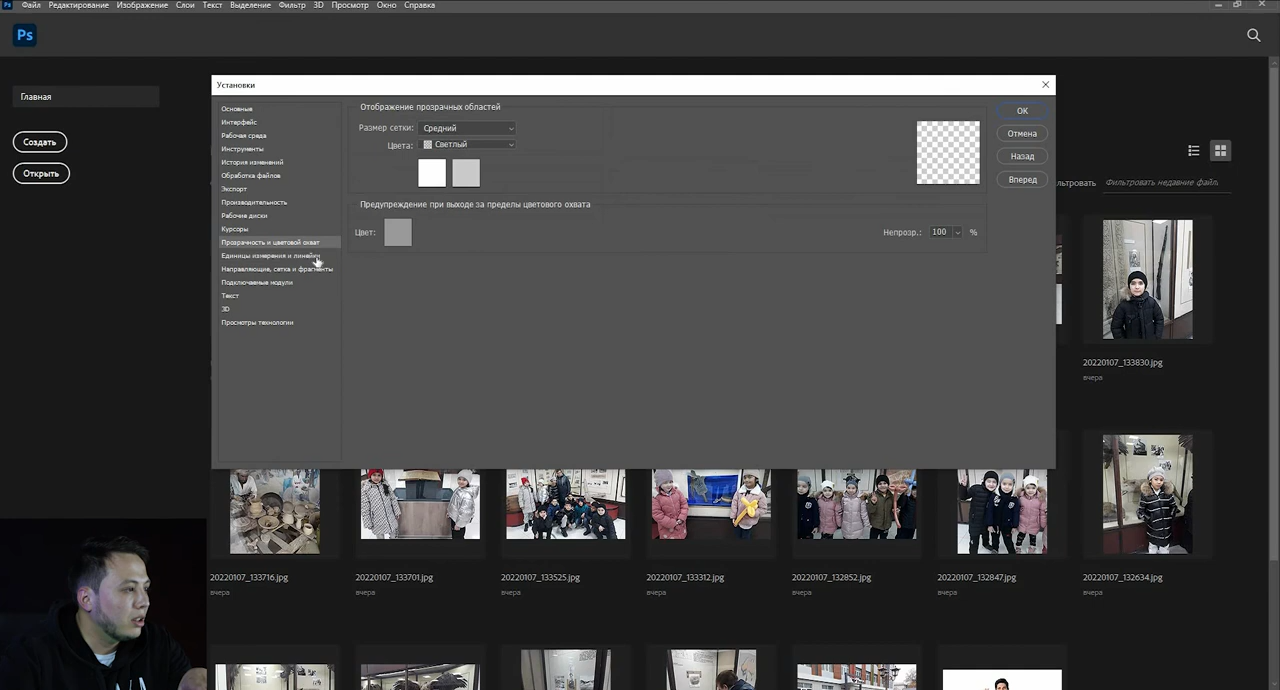 Ps Файл Редактирование Изображение Слои Текст Выделение Фильтр 3D Просмотр Окно Справка
Ps
Главная
Создать
Открыть
Установки
Основные
Интерфейс
Рабочая среда
Инструменты
История изменений
Обработка файлов
Экспорт
Производительность
Рабочие диски
Курсоры
Прозрачность и цветовой охват
Единицы измерения и линейки
Направляющие, сетка и фрагменты
Подключаемые модули
Текст
3D
Просмотры технологии
Отображение прозрачных областей
Размер сетки: Средний
Цвета: Светлый
Предупреждение при выходе за пределы цветового охвата
Цвет:
Непрозр.: 100 %
OK
Отмена
Назад
Вперед
льтровать Фильтровать недавние файл.
20220107_133830.jpg
вчера
20220107_133716.jpg
вчера
20220107_133701.jpg
вчера
20220107_133525.jpg
вчера
20220107_133312.jpg
вчера
20220107_132852.jpg
вчера
20220107_132847.jpg
вчера
20220107_132634.jpg
вчера